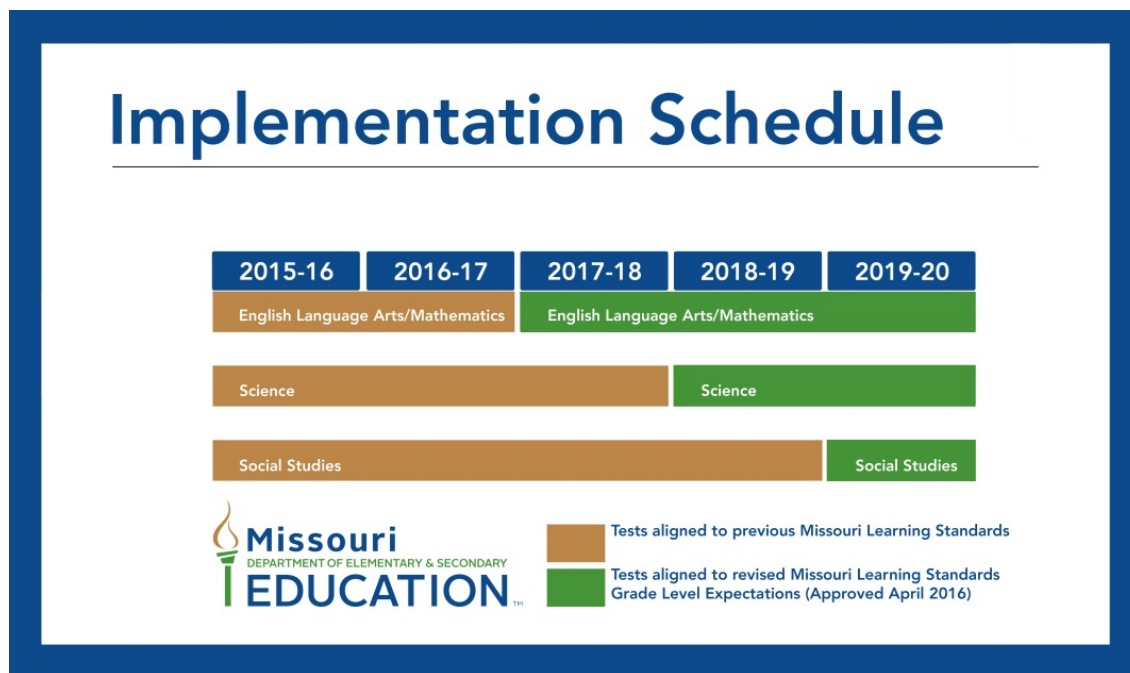 Implementation Schedule
2015-16 2016-17 2017-18 2018-19 2019-20
English Language Arts/Mathematics English Language Arts/Mathematics
Science Science
Social Studies Social Studies
Missouri
DEPARTMENT OF ELEMENTARY & SECONDARY
EDUCATION™
Tests aligned to previous Missouri Learning Standards
Tests aligned to revised Missouri Learning Standards
Grade Level Expectations (Approved April 2016)